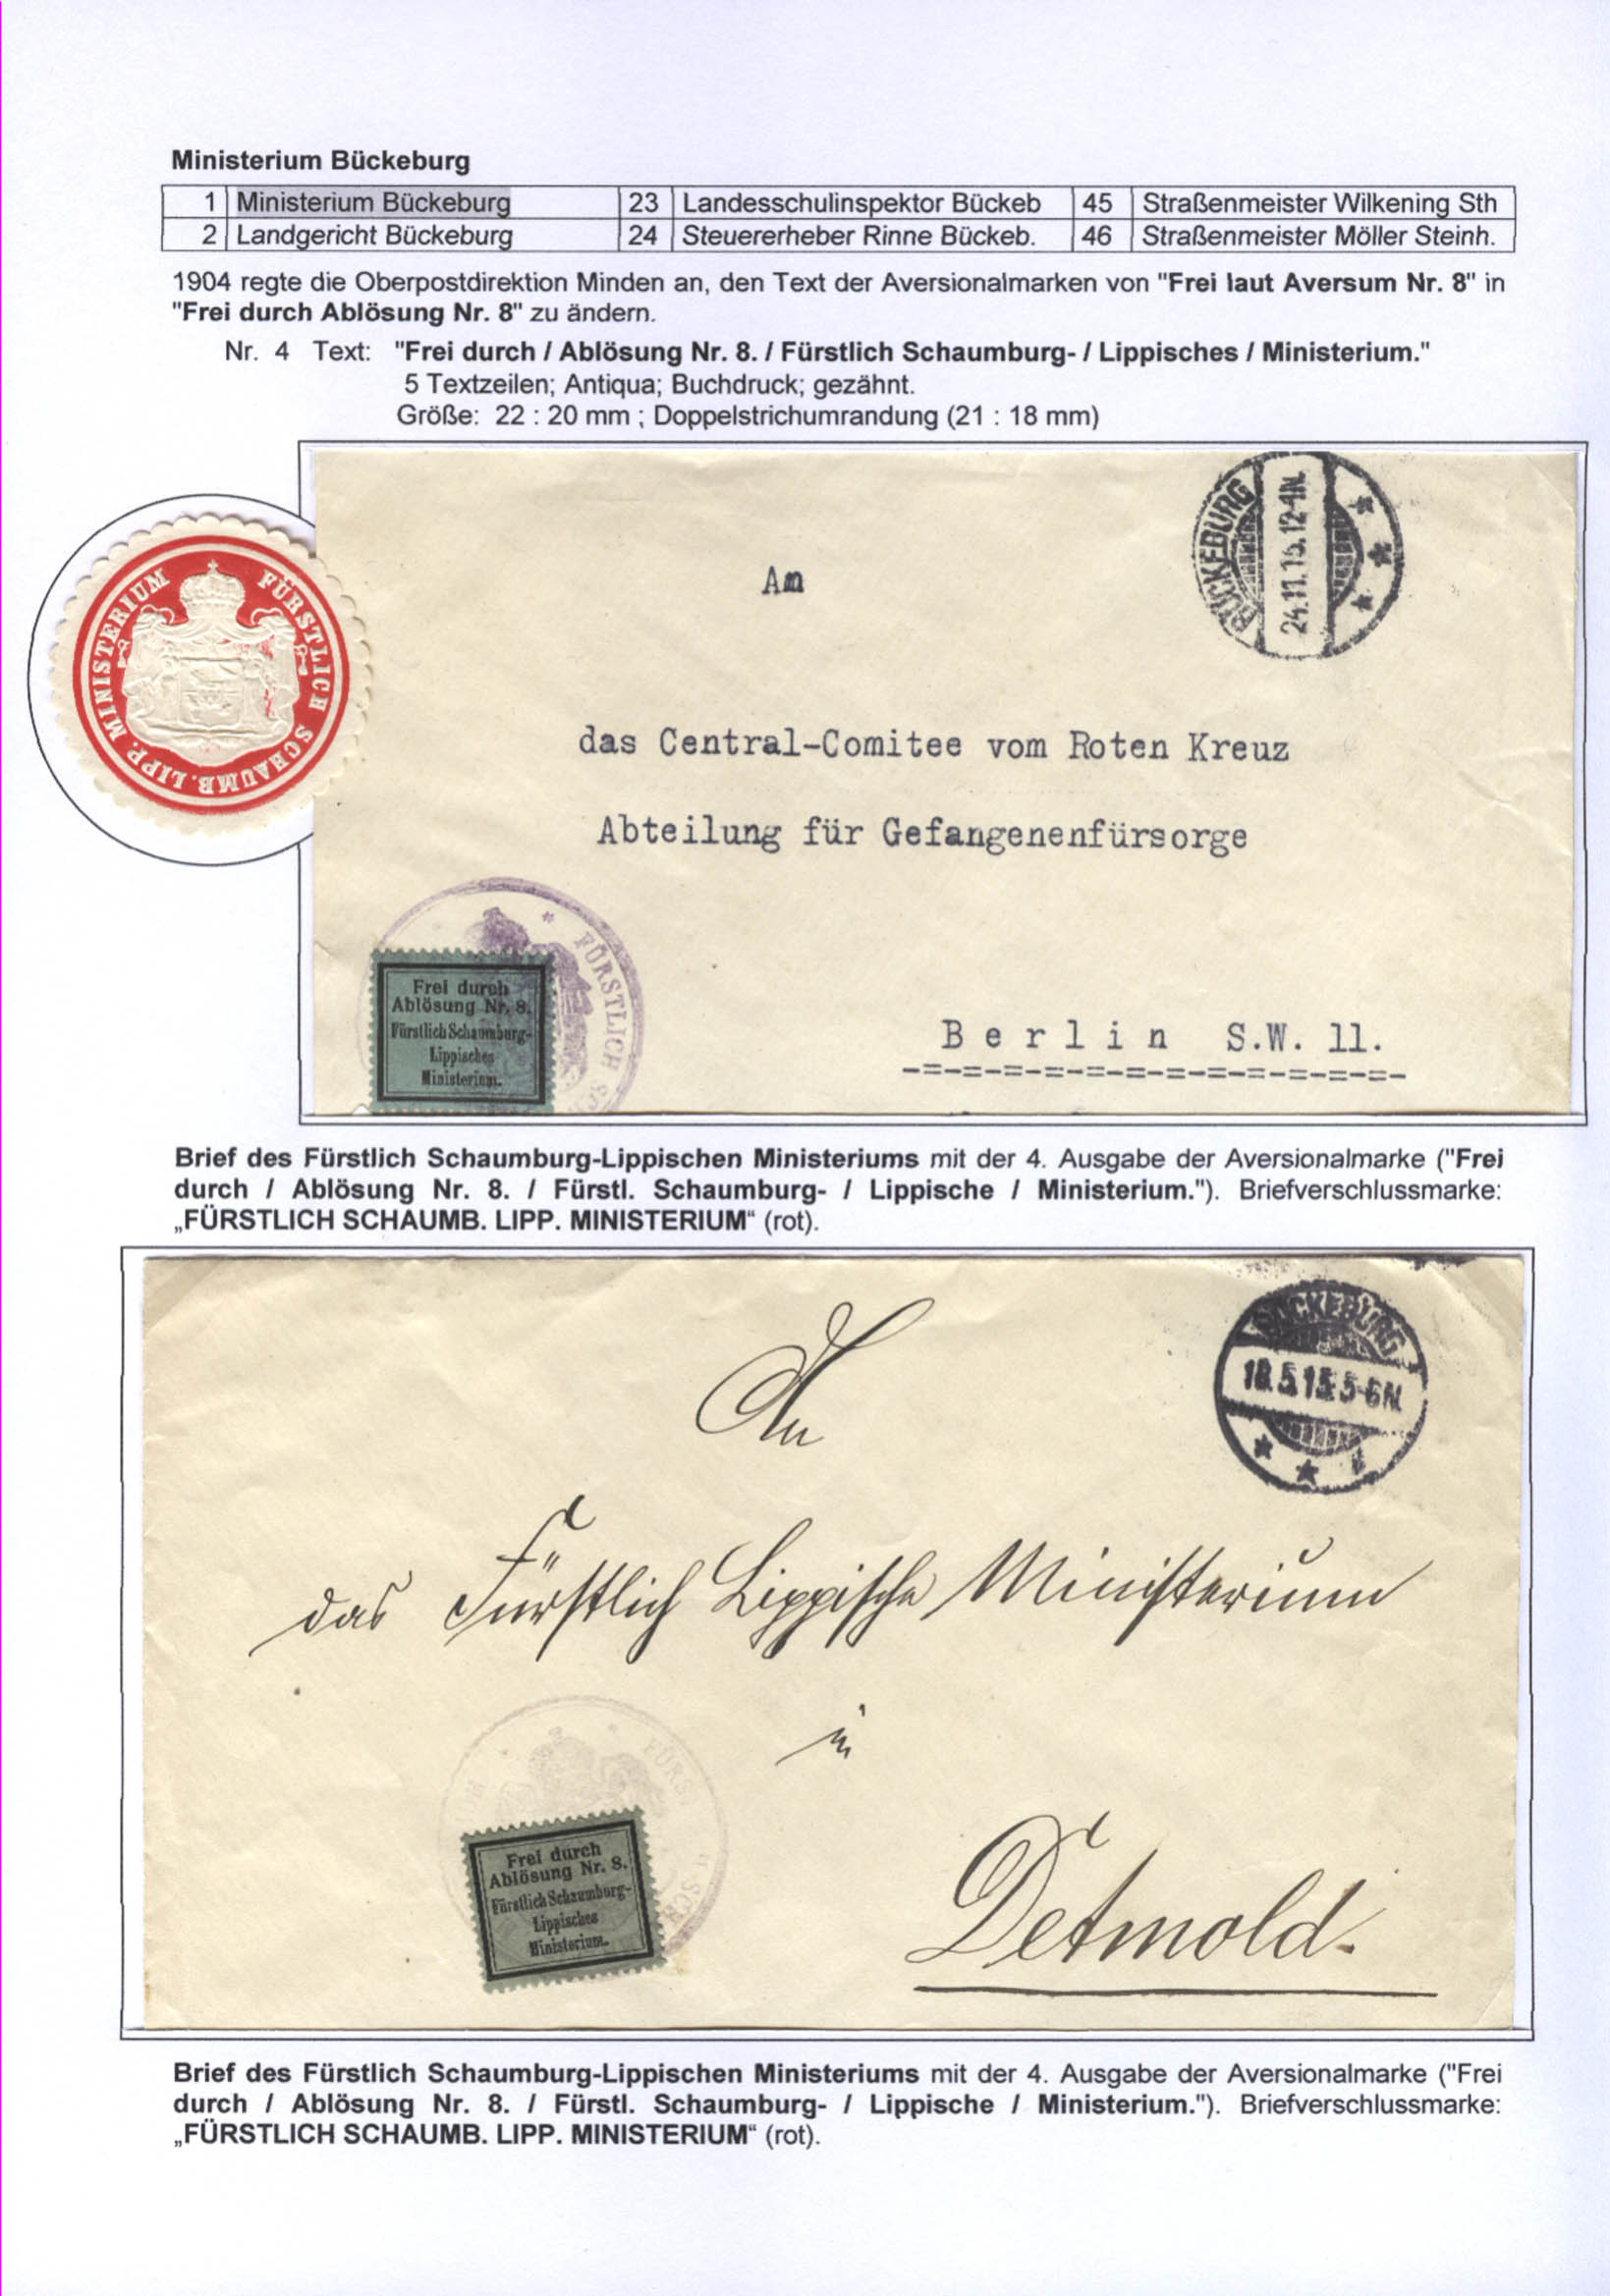 Ministerium Bückeburg
1 Ministerium Bückeburg 23 Landesschulinspektor Bückeb 45 Straßenmeister Wilkening Sth
2 Landgericht Bückeburg 24 Steuererheber Rinne Bückeb. 46 Straßenmeister Möller Steinh.
1904 regte die Oberpostdirektion Minden an, den Text der Aversionalmarken von "Frei laut Aversum Nr. 8" in
"Frei durch Ablösung Nr. 8" zu ändern.
Nr. 4 Text: "Frei durch / Ablösung Nr. 8. / Fürstlich Schaumburg- / Lippisches / Ministerium."
5 Textzeilen; Antiqua; Buchdruck; gezähnt.
Größe: 22 : 20 mm ; Doppelstrichumrandung (21 : 18 mm)
FÜRSTLICH SCHAUMB. LIPP. MINISTERIUM
BÜCKEBURG
24.11.15.12-1N.
An
das Central-Comitee vom Roten Kreuz
Abteilung für Gefangenenfürsorge
FÜRSTLICH SC
Frei durch
Ablösung Nr. 8.
Fürstlich Schaumburg-
Lippisches
Ministerium.
Berlin S.W. 11.
Brief des Fürstlich Schaumburg-Lippischen Ministeriums mit der 4. Ausgabe der Aversionalmarke ("Frei
durch / Ablösung Nr. 8. / Fürstl. Schaumburg- / Lippische / Ministerium."). Briefverschlussmarke:
„FÜRSTLICH SCHAUMB. LIPP. MINISTERIUM“ (rot).
BÜCKEBURG
18.5.15.5-6N.
An
das Fürstlich Lippische Ministerium
in
FÜRS SCH
Frei durch
Ablösung Nr. 8.
Fürstlich Schaumburg-
Lippisches
Ministerium.
Detmold.
Brief des Fürstlich Schaumburg-Lippischen Ministeriums mit der 4. Ausgabe der Aversionalmarke ("Frei
durch / Ablösung Nr. 8. / Fürstl. Schaumburg- / Lippische / Ministerium."). Briefverschlussmarke:
„FÜRSTLICH SCHAUMB. LIPP. MINISTERIUM“ (rot).